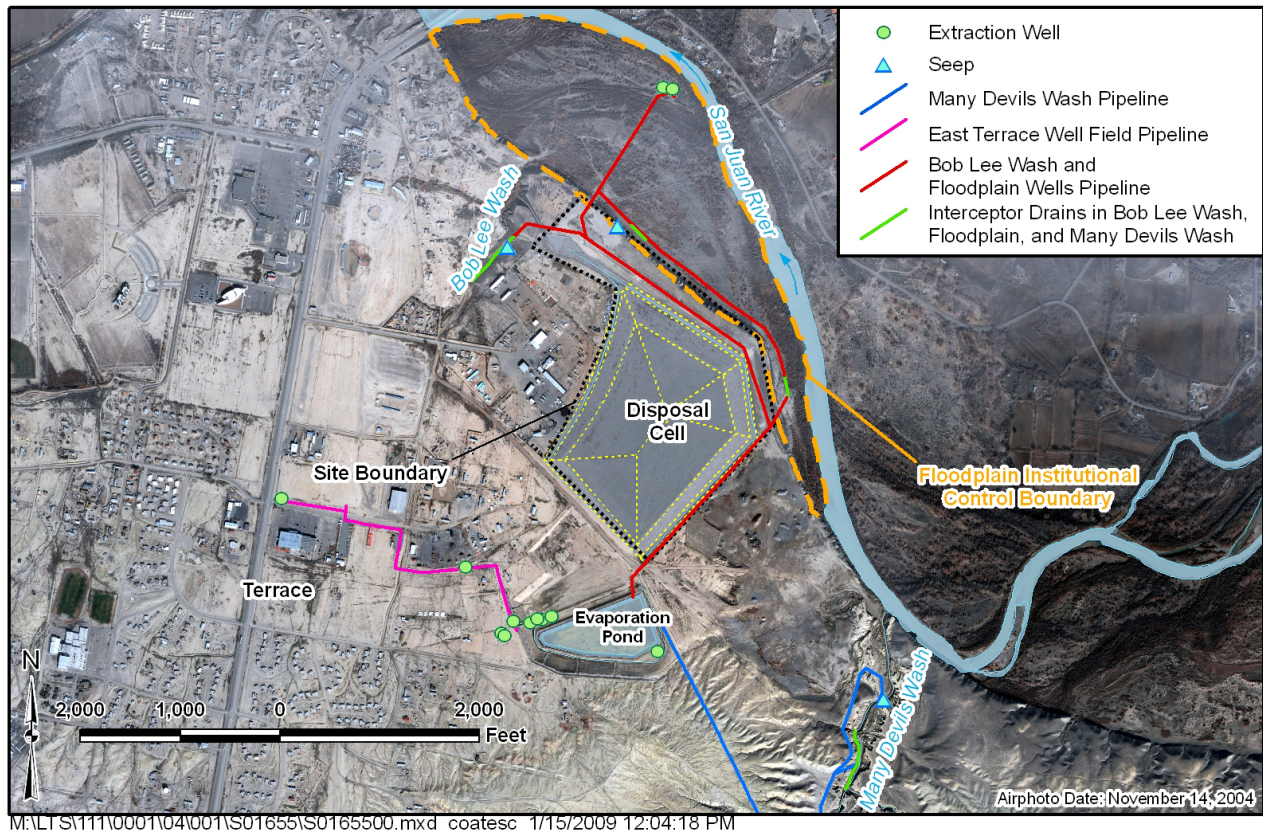 Extraction Well
Seep
Many Devils Wash Pipeline
East Terrace Well Field Pipeline
Bob Lee Wash and
Floodplain Wells Pipeline
Interceptor Drains in Bob Lee Wash,
Floodplain, and Many Devils Wash
San Juan River
Bob Lee Wash
Disposal
Cell
Site Boundary
Floodplain Institutional
Control Boundary
Terrace
Evaporation
Pond
Many Devils Wash
N
2,000 1,000 0 2,000
Feet
Airphoto Date: November 14, 2004
M:\LTS\111\0001\04\001\S01655\S0165500.mxd coatesc 1/15/2009 12:04:18 PM